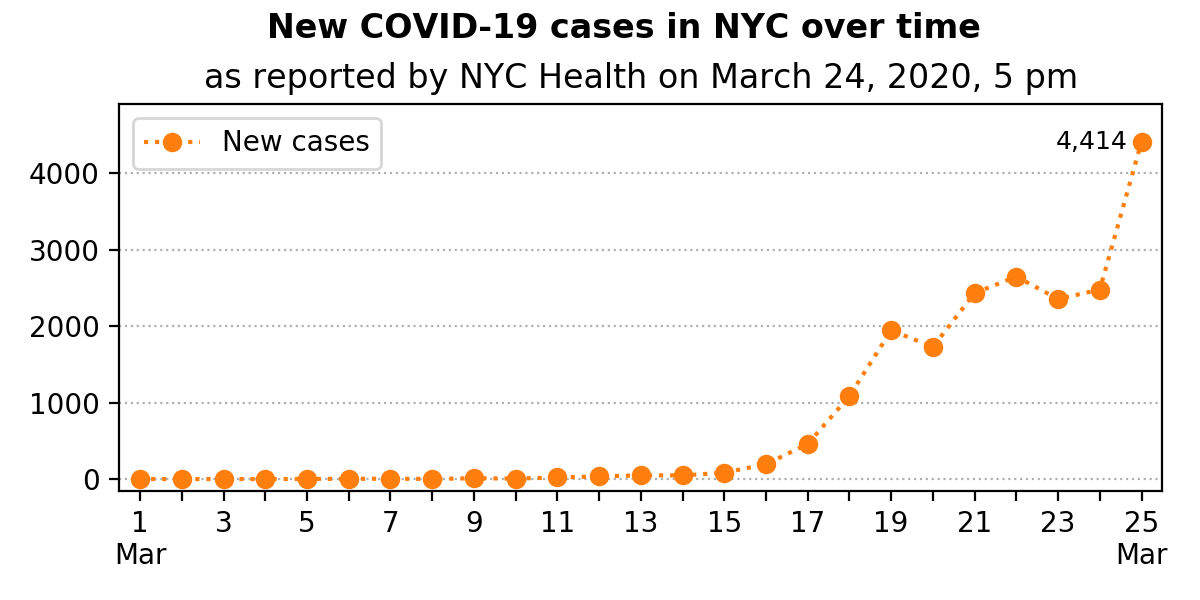 New COVID-19 cases in NYC over time
as reported by NYC Health on March 24, 2020, 5 pm
New cases
4,414
4000
3000
2000
1000
0
1 3 5 7 9 11 13 15 17 19 21 23 25
Mar Mar